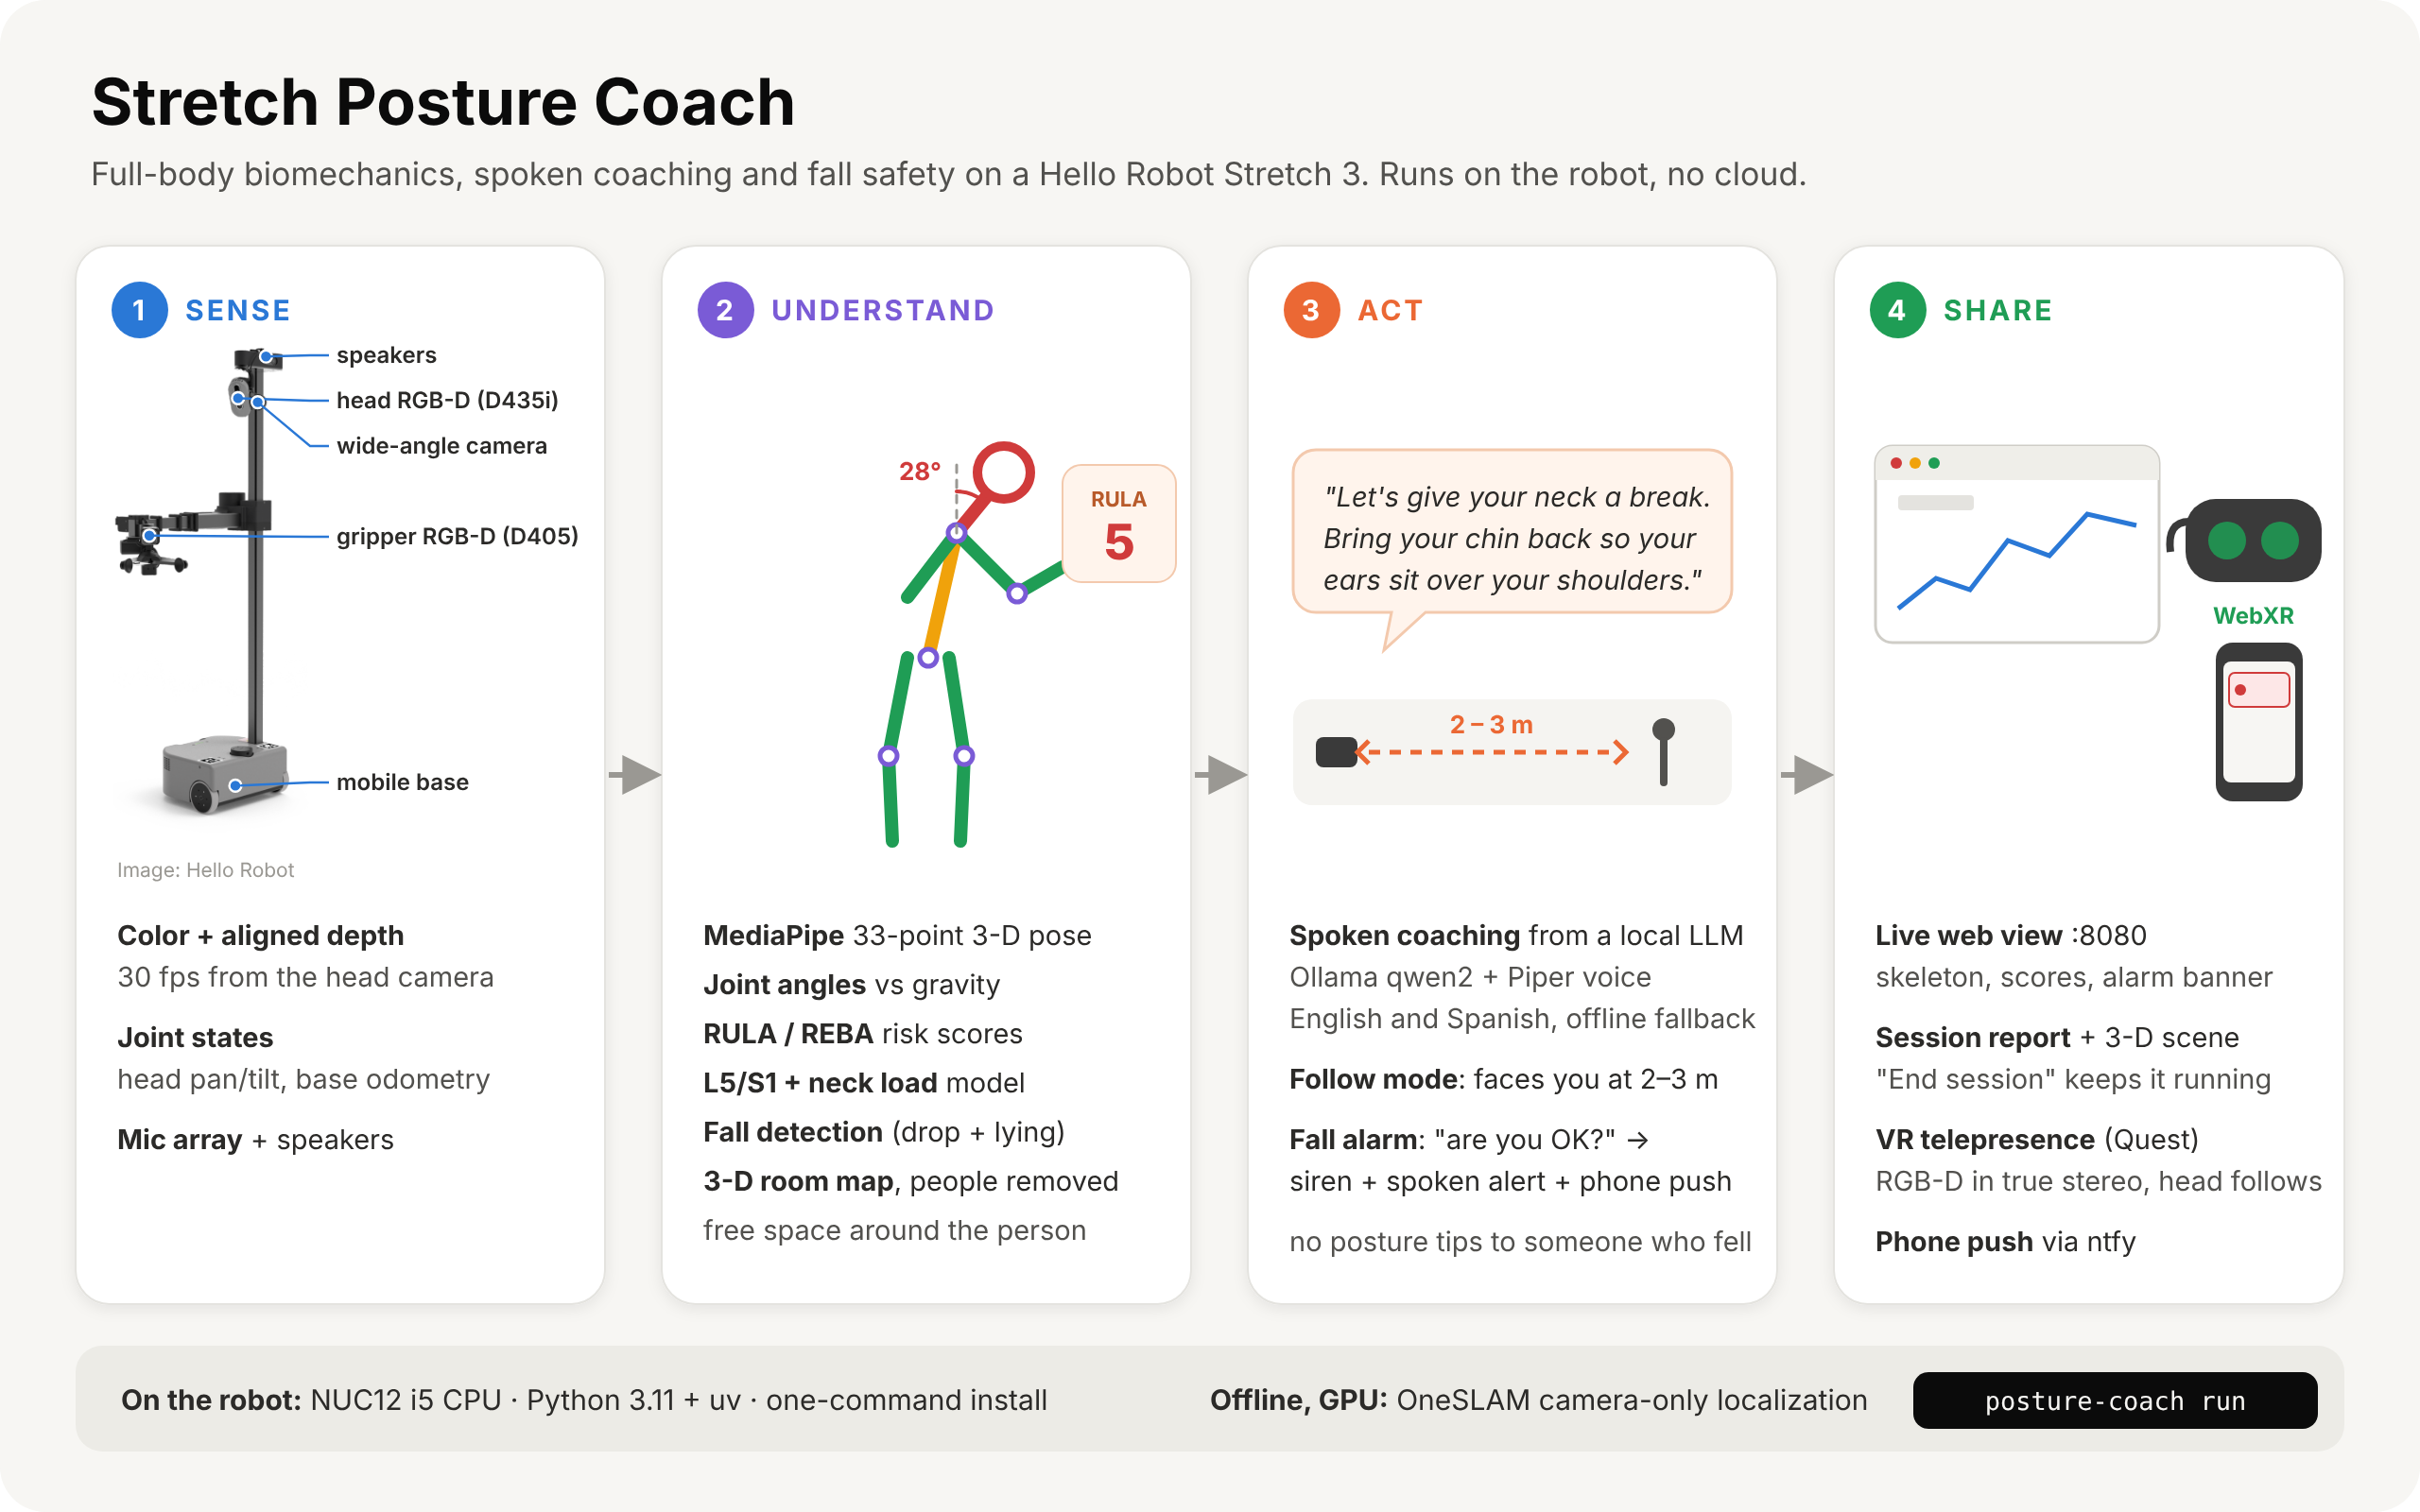 Stretch Posture Coach
Full-body biomechanics, spoken coaching and fall safety on a Hello Robot Stretch 3. Runs on the robot, no cloud.
1 SENSE
speakers
head RGB-D (D435i)
wide-angle camera
gripper RGB-D (D405)
mobile base
Image: Hello Robot
Color + aligned depth
30 fps from the head camera
Joint states
head pan/tilt, base odometry
Mic array + speakers
2 UNDERSTAND
28°
RULA
5
MediaPipe 33-point 3-D pose
Joint angles vs gravity
RULA / REBA risk scores
L5/S1 + neck load model
Fall detection (drop + lying)
3-D room map, people removed
free space around the person
3 ACT
"Let's give your neck a break.
Bring your chin back so your
ears sit over your shoulders."
2 – 3 m
Spoken coaching from a local LLM
Ollama qwen2 + Piper voice
English and Spanish, offline fallback
Follow mode: faces you at 2–3 m
Fall alarm: "are you OK?" →
siren + spoken alert + phone push
no posture tips to someone who fell
4 SHARE
WebXR
Live web view :8080
skeleton, scores, alarm banner
Session report + 3-D scene
"End session" keeps it running
VR telepresence (Quest)
RGB-D in true stereo, head follows
Phone push via ntfy
On the robot: NUC12 i5 CPU · Python 3.11 + uv · one-command install
Offline, GPU: OneSLAM camera-only localization
posture-coach run